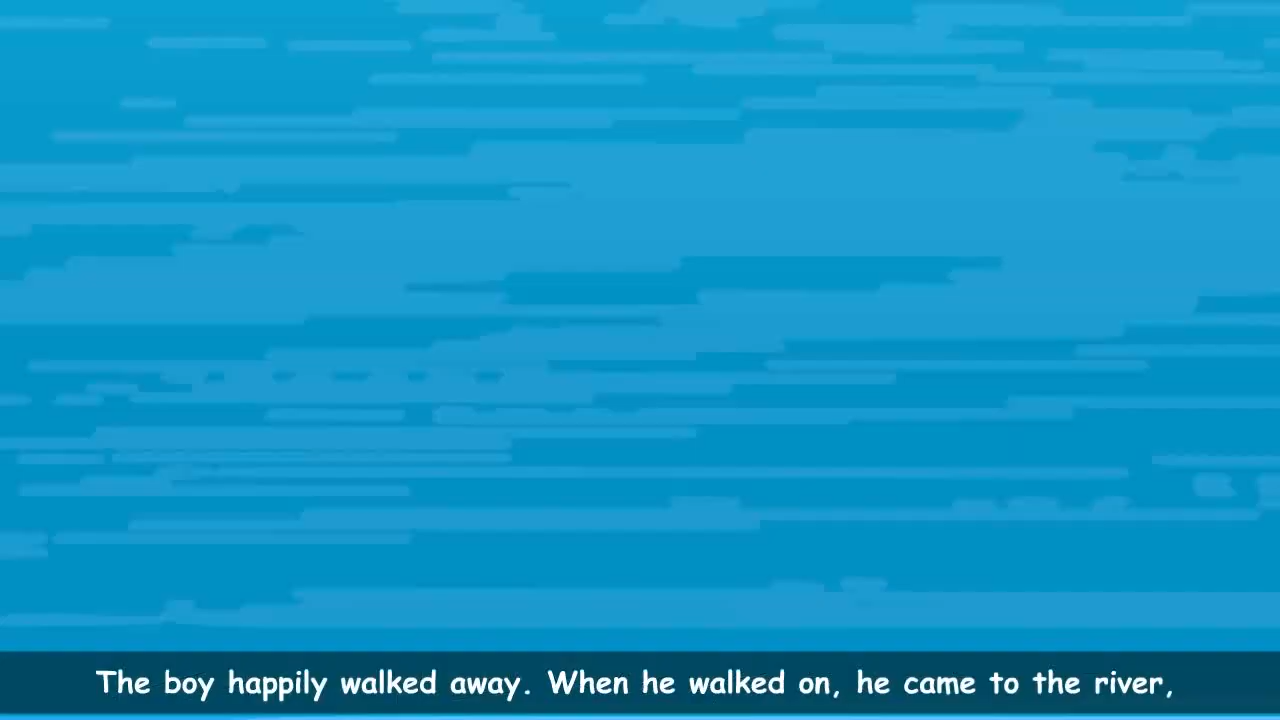 The boy happily walked away. When he walked on, he came to the river,